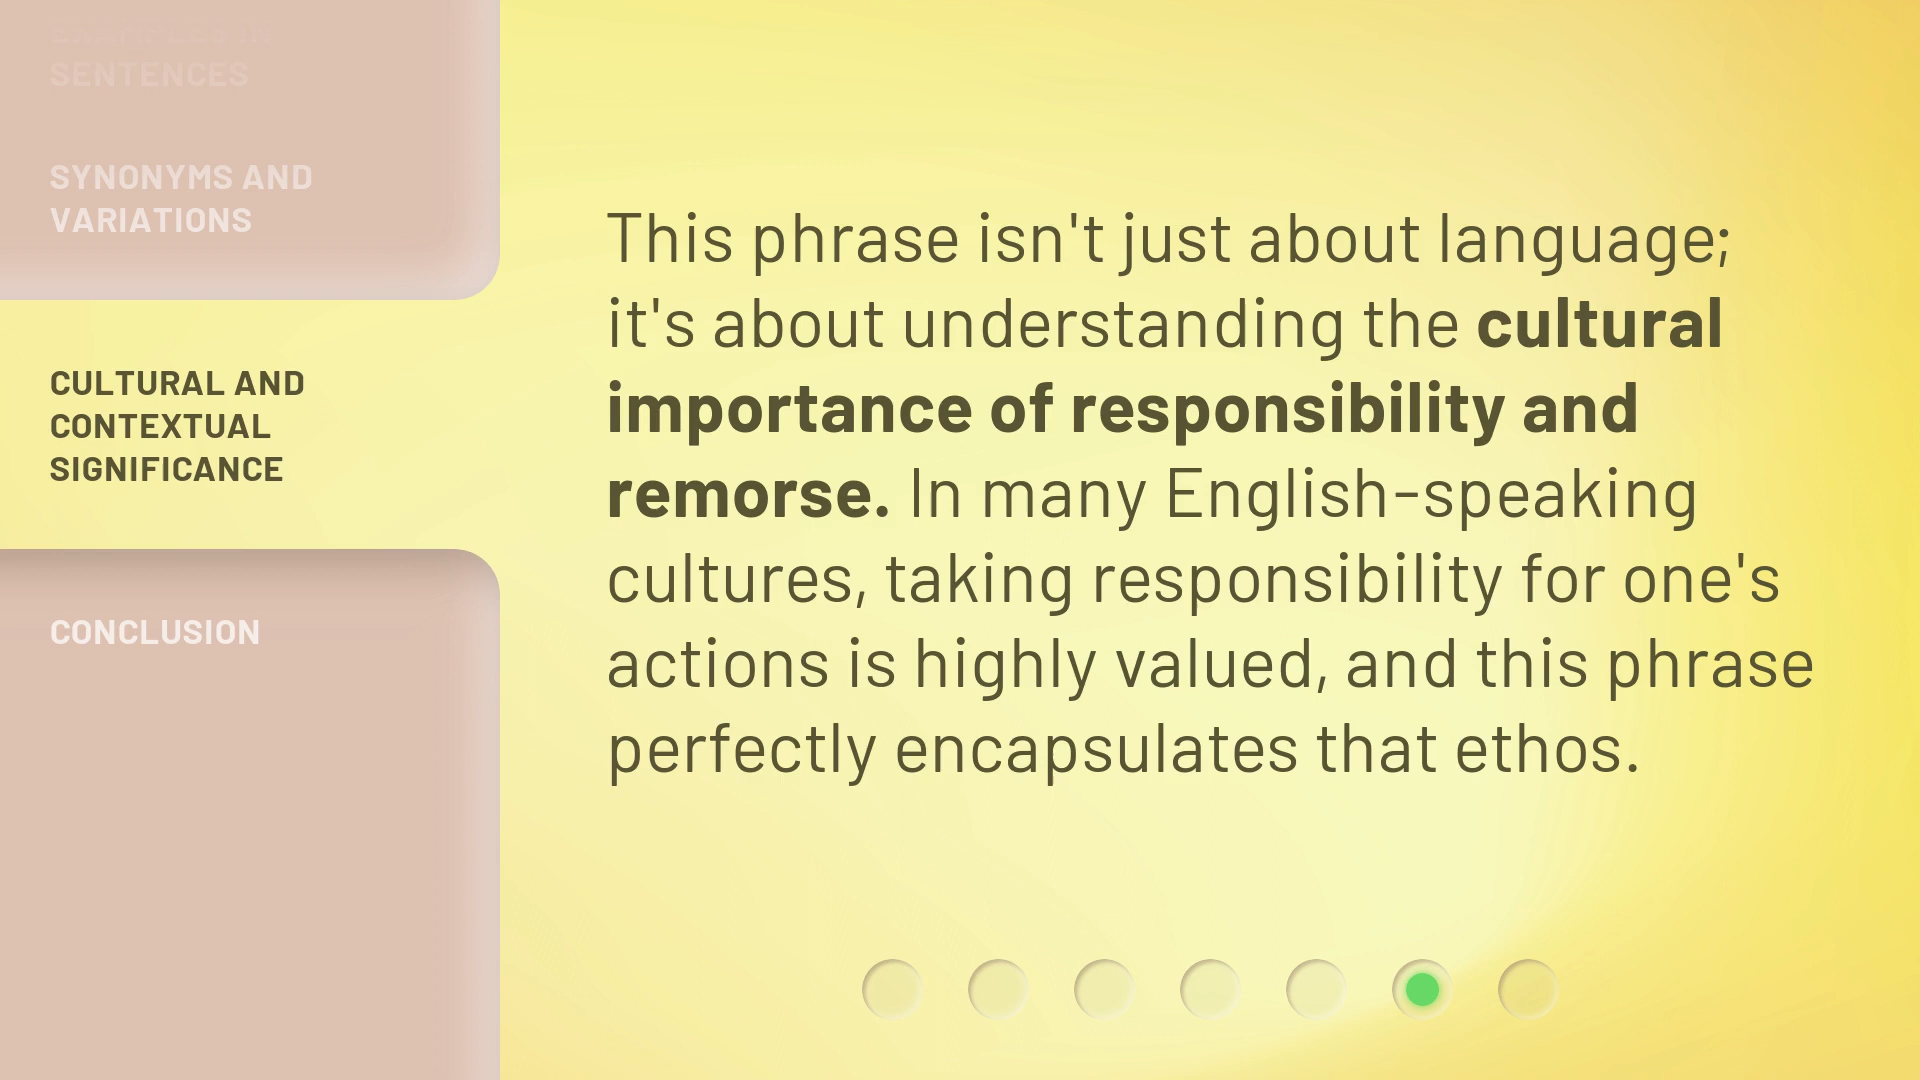 SENTENCES
SYNONYMS AND
VARIATIONS
CULTURAL AND
CONTEXTUAL
SIGNIFICANCE
CONCLUSION
This phrase isn't just about language;
it's about understanding the cultural
importance of responsibility and
remorse. In many English-speaking
cultures, taking responsibility for one's
actions is highly valued, and this phrase
perfectly encapsulates that ethos.